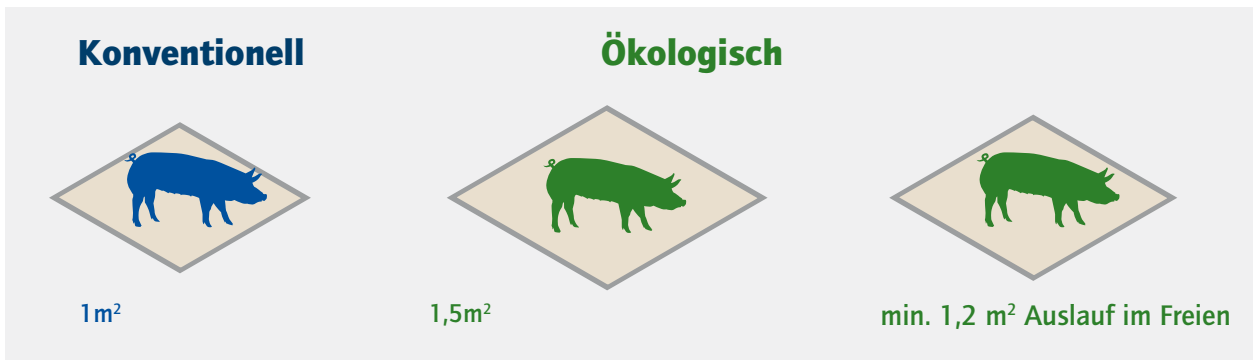 Konventionell
Ökologisch
1m²
1,5m²
min. 1,2 m² Auslauf im Freien